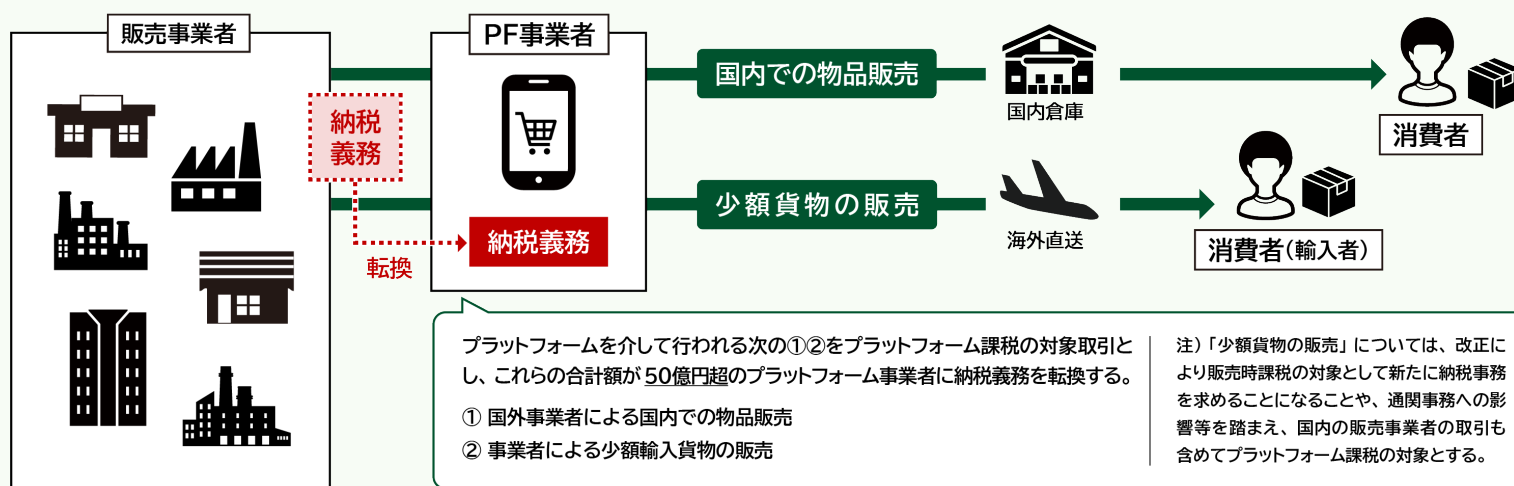 販売事業者
PF事業者
納税
義務
転換
納税義務
国内での物品販売
国内倉庫
消費者
少額貨物の販売
海外直送
消費者(輸入者)
プラットフォームを介して行われる次の①②をプラットフォーム課税の対象取引と
し、これらの合計額が50億円超のプラットフォーム事業者に納税義務を転換する。
① 国外事業者による国内での物品販売
② 事業者による少額輸入貨物の販売
注)「少額貨物の販売」については、改正に
より販売時課税の対象として新たに納税事務
を求めることになることや、通関事務への影
響等を踏まえ、国内の販売事業者の取引も
含めてプラットフォーム課税の対象とする。